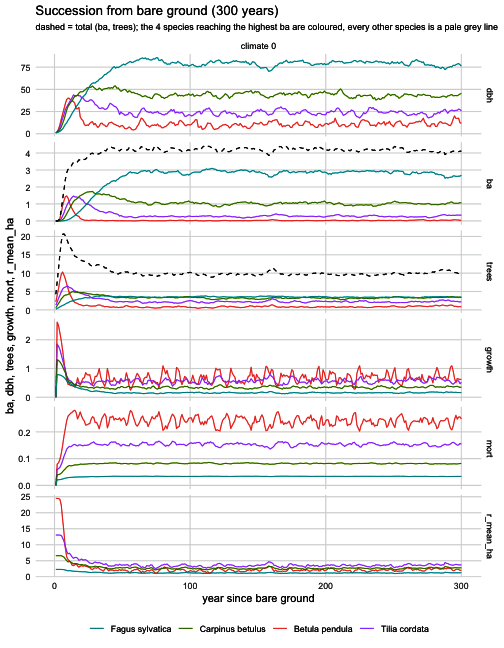 Succession from bare ground (300 years)
dashed = total (ba, trees); the 4 species reaching the highest ba are coloured, every other species is a pale grey line
climate 0
75
50
25
0
dbh
4
3
2
1
0
ba
20
15
10
5
0
trees
2
1
0
growth
0.2
0.1
0.0
mort
25
20
15
10
5
0
r_mean_ha
ba, dbh, trees, growth, mort, r_mean_ha
0 100 200 300
year since bare ground
Fagus sylvatica Carpinus betulus Betula pendula Tilia cordata